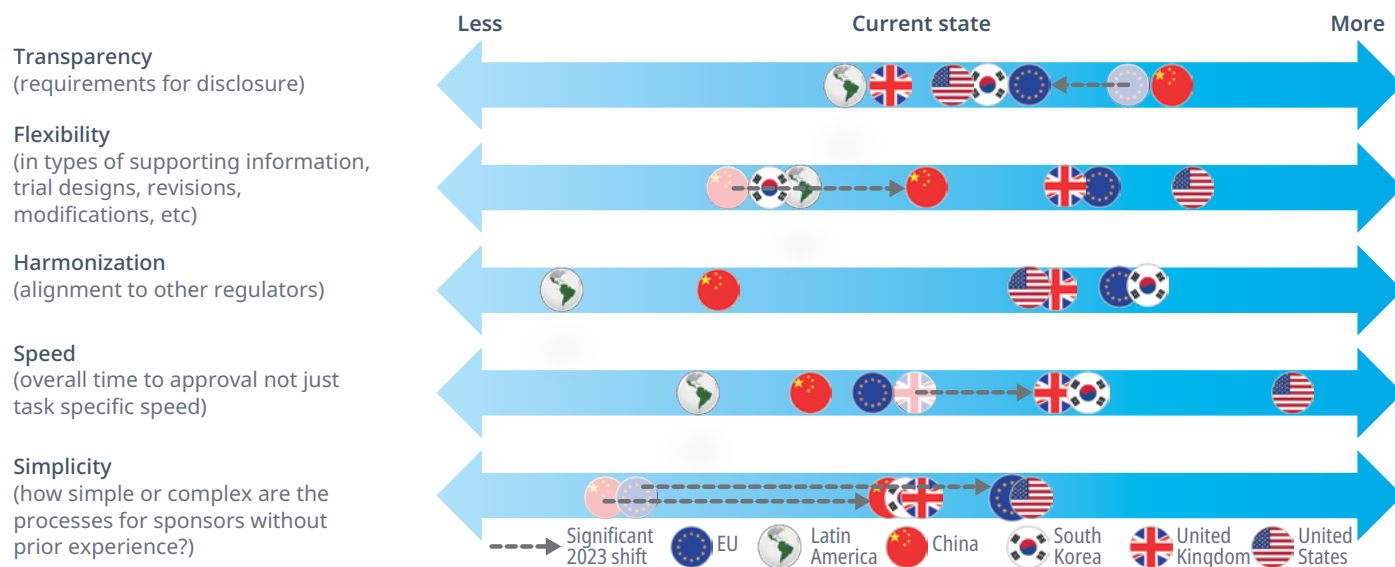 Less
Current state
More
Transparency
(requirements for disclosure)
Flexibility
(in types of supporting information,
trial designs, revisions,
modifications, etc)
Harmonization
(alignment to other regulators)
Speed
(overall time to approval not just
task specific speed)
Simplicity
(how simple or complex are the
processes for sponsors without
prior experience?)
Significant
2023 shift
EU
Latin
America
China
South
Korea
United
Kingdom
United
States